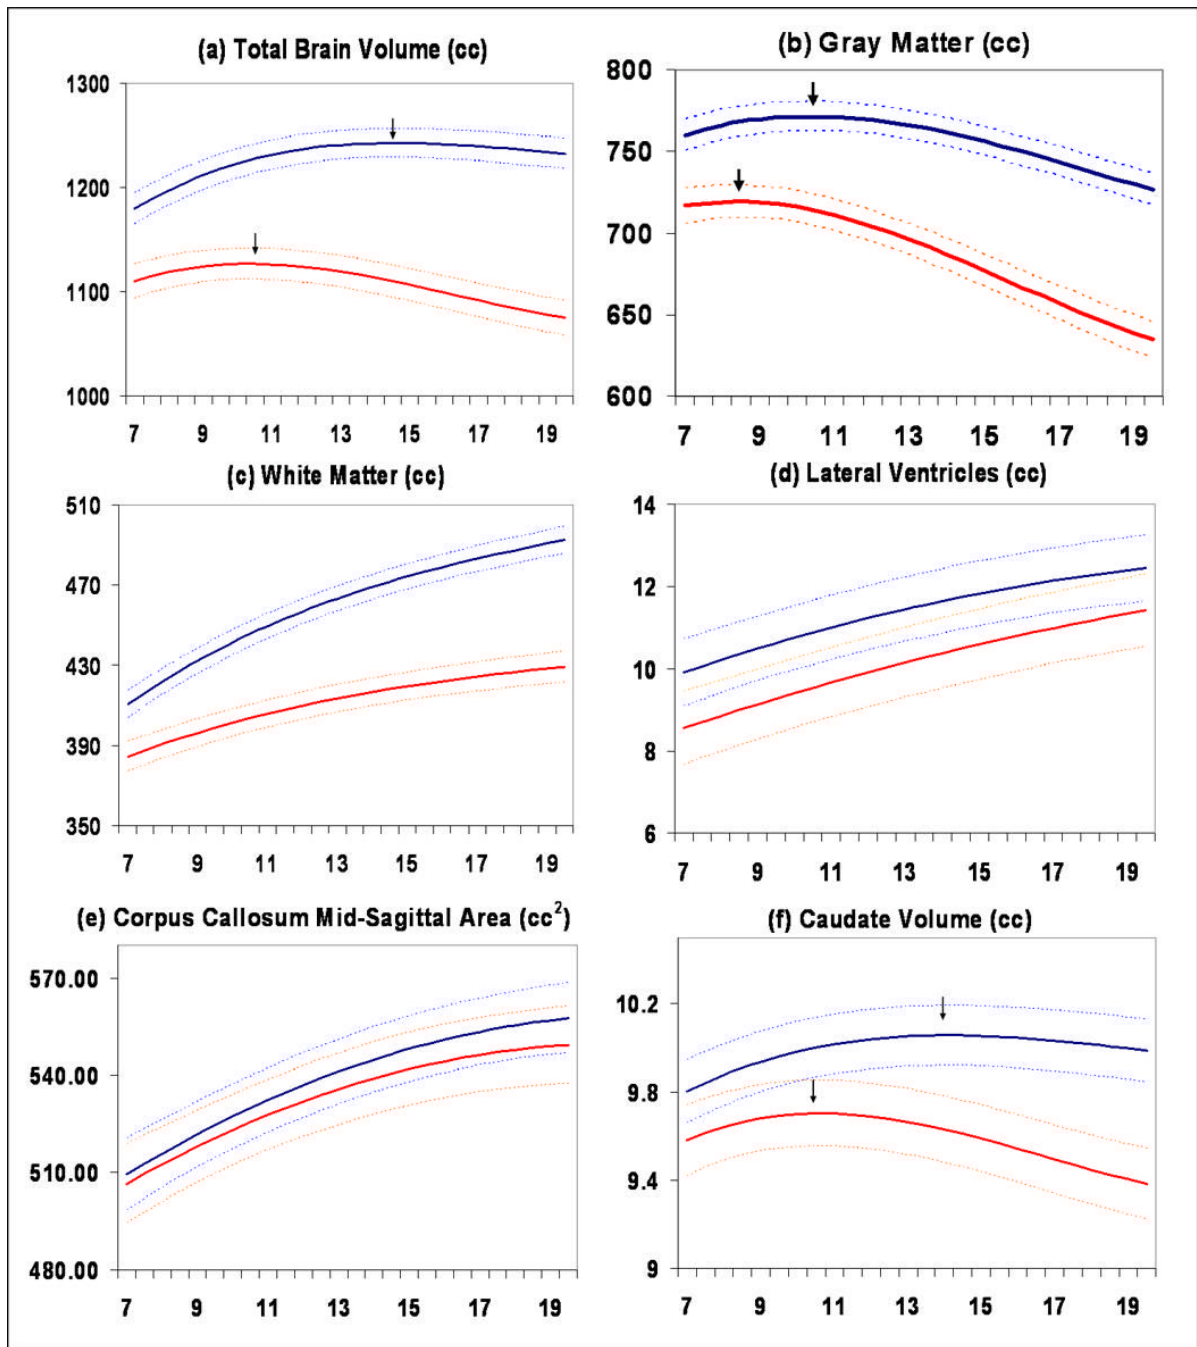 (a) Total Brain Volume (cc)
1300
1200
1100
1000
7 9 11 13 15 17 19
(b) Gray Matter (cc)
800
750
700
650
600
7 9 11 13 15 17 19
(c) White Matter (cc)
510
470
430
390
350
7 9 11 13 15 17 19
(d) Lateral Ventricles (cc)
14
12
10
8
6
7 9 11 13 15 17 19
(e) Corpus Callosum Mid-Sagittal Area (cc²)
570.00
540.00
510.00
480.00
7 9 11 13 15 17 19
(f) Caudate Volume (cc)
10.2
9.8
9.4
9
7 9 11 13 15 17 19